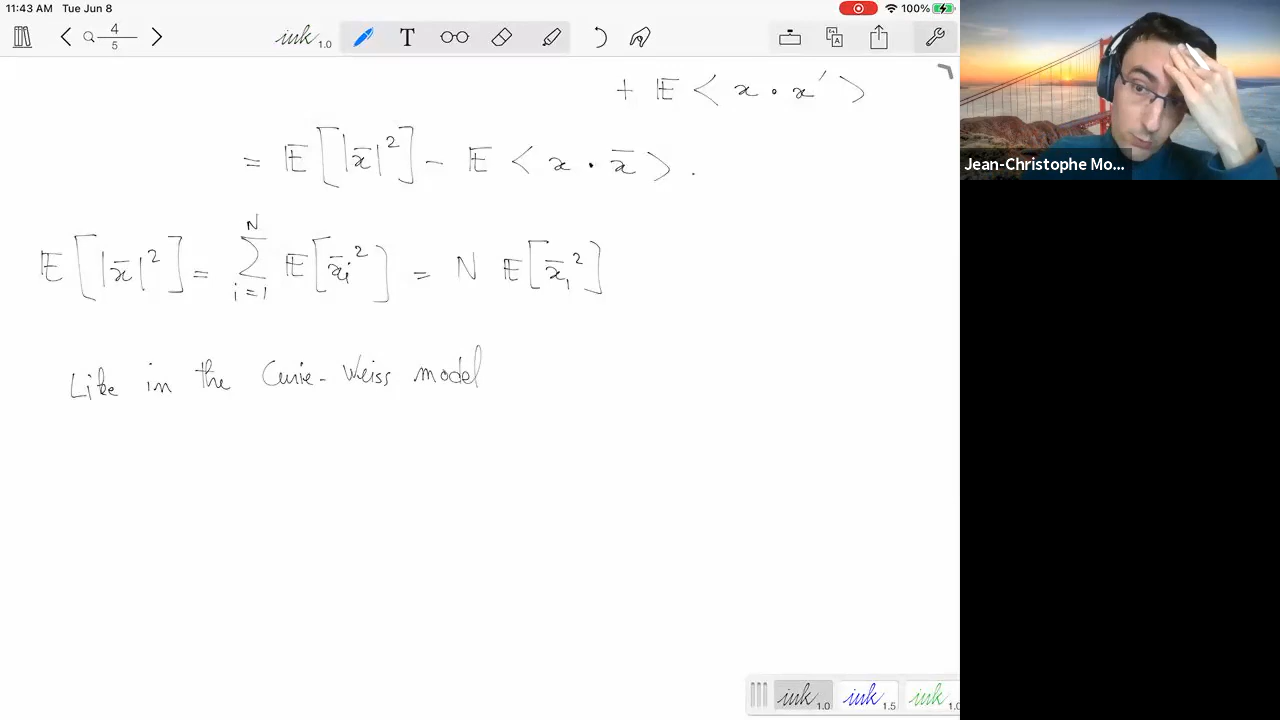 11:43 AM Tue Jun 8
100%
4
5
ink 1.0
T
+ 𝔼 < x · x′ >
= 𝔼[|x̄|²] − 𝔼 < x · x̄ > .
𝔼[|x̄|²] = ∑_{i=1}^{N} 𝔼[x̄ᵢ²] = N 𝔼[x̄₁²]
Like in the Curie-Weiss model
Jean-Christophe Mo...
ink 1.0 ink 1.5 ink 1.0